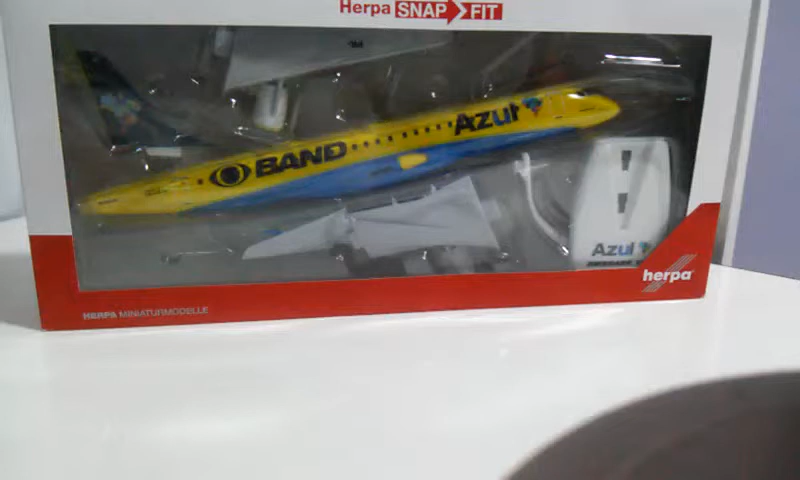 Herpa SNAP FIT
BAND
Azul
Azul
herpa
HERPA MINIATURMODELLE